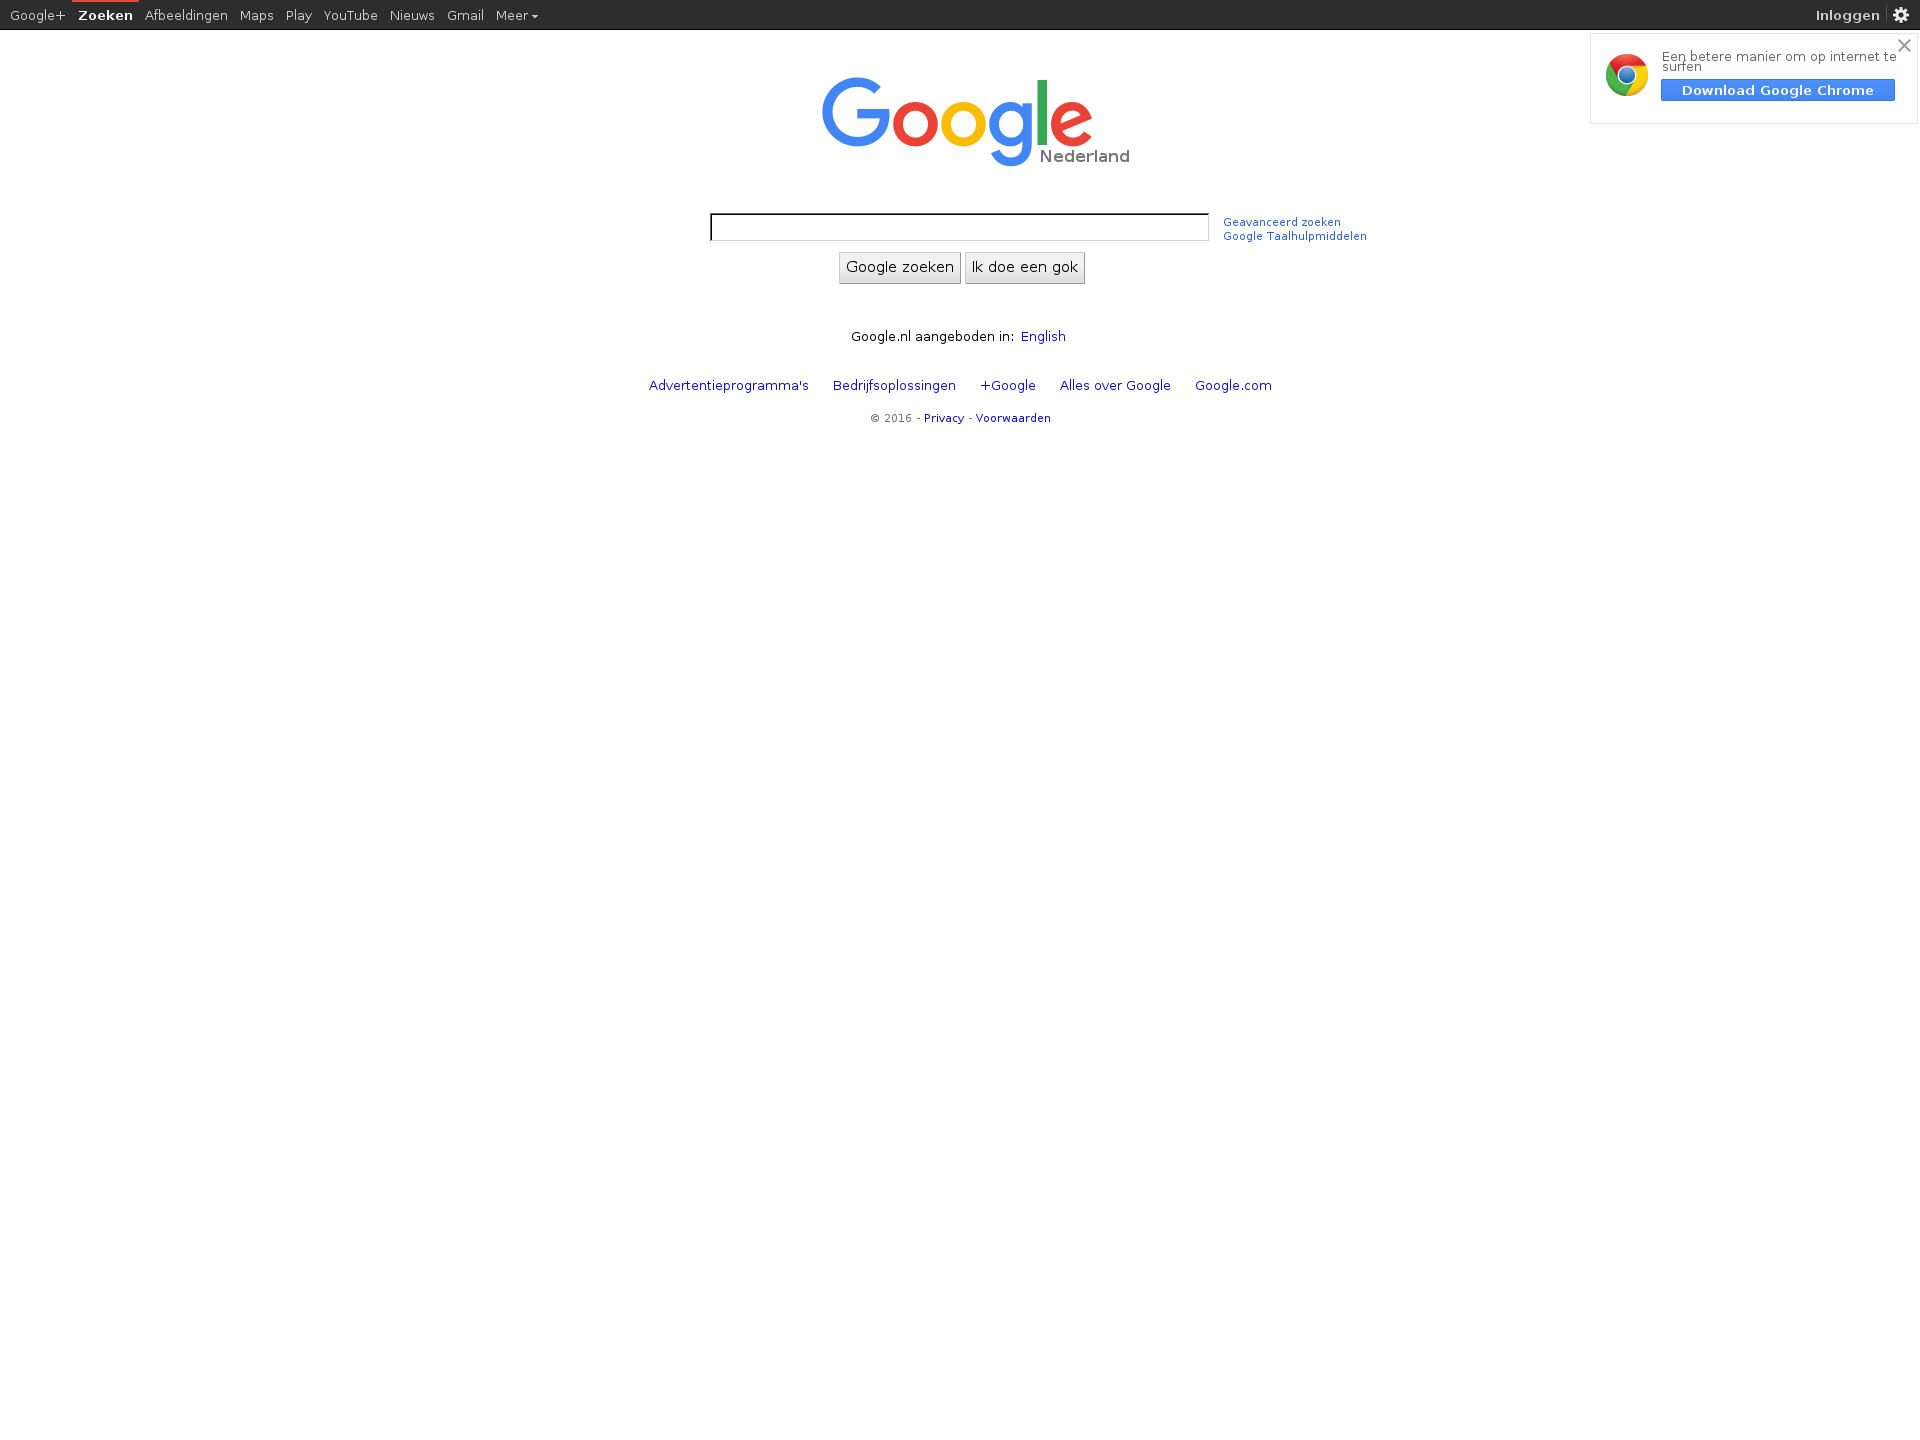 Google+ Zoeken Afbeeldingen Maps Play YouTube Nieuws Gmail Meer Inloggen
Een betere manier om op internet te
surfen
Download Google Chrome
Google
Nederland
Geavanceerd zoeken
Google Taalhulpmiddelen
Google zoeken Ik doe een gok
Google.nl aangeboden in: English
Advertentieprogramma's Bedrijfsoplossingen +Google Alles over Google Google.com
© 2016 - Privacy - Voorwaarden